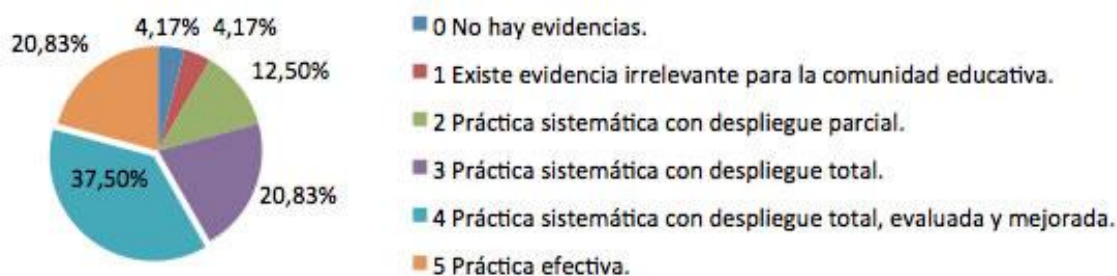 4,17% 4,17%
20,83%
12,50%
37,50%
20,83%
0 No hay evidencias.
1 Existe evidencia irrelevante para la comunidad educativa.
2 Práctica sistemática con despliegue parcial.
3 Práctica sistemática con despliegue total.
4 Práctica sistemática con despliegue total, evaluada y mejorada.
5 Práctica efectiva.